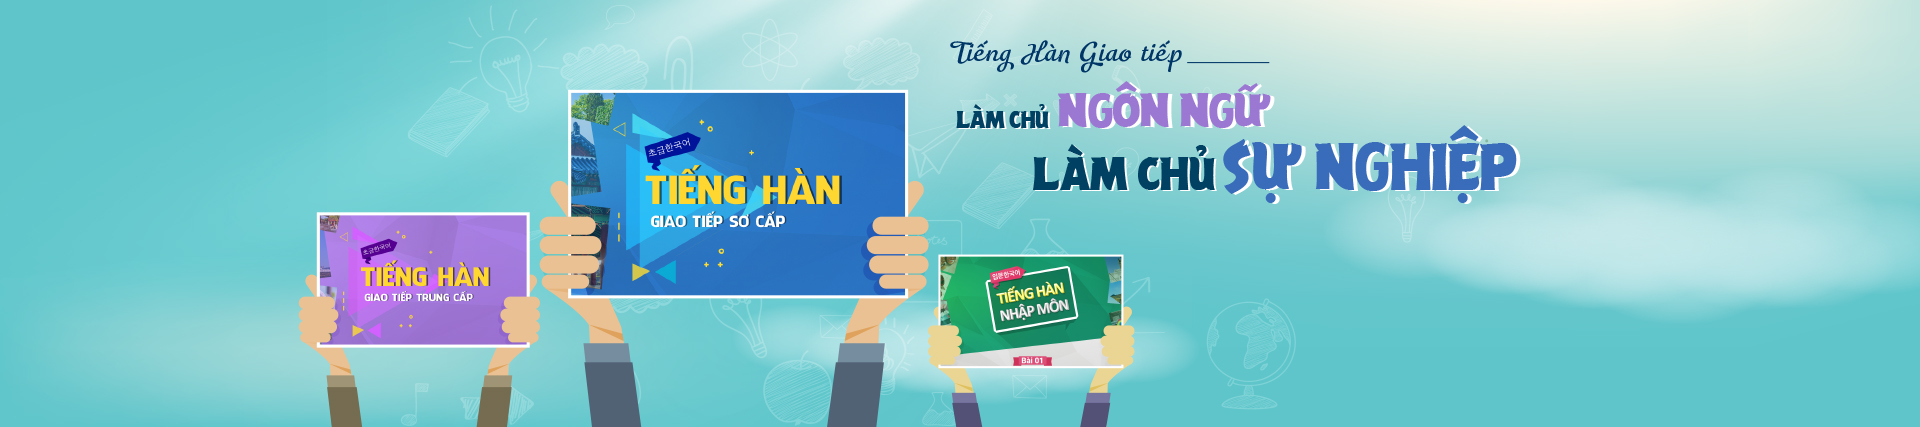 Tiếng Hàn Giao tiếp
LÀM CHỦ NGÔN NGỮ
LÀM CHỦ SỰ NGHIỆP
초급한국어
TIẾNG HÀN
GIAO TIẾP SƠ CẤP
초급한국어
TIẾNG HÀN
GIAO TIẾP TRUNG CẤP
입문한국어
TIẾNG HÀN
NHẬP MÔN
Bài 01